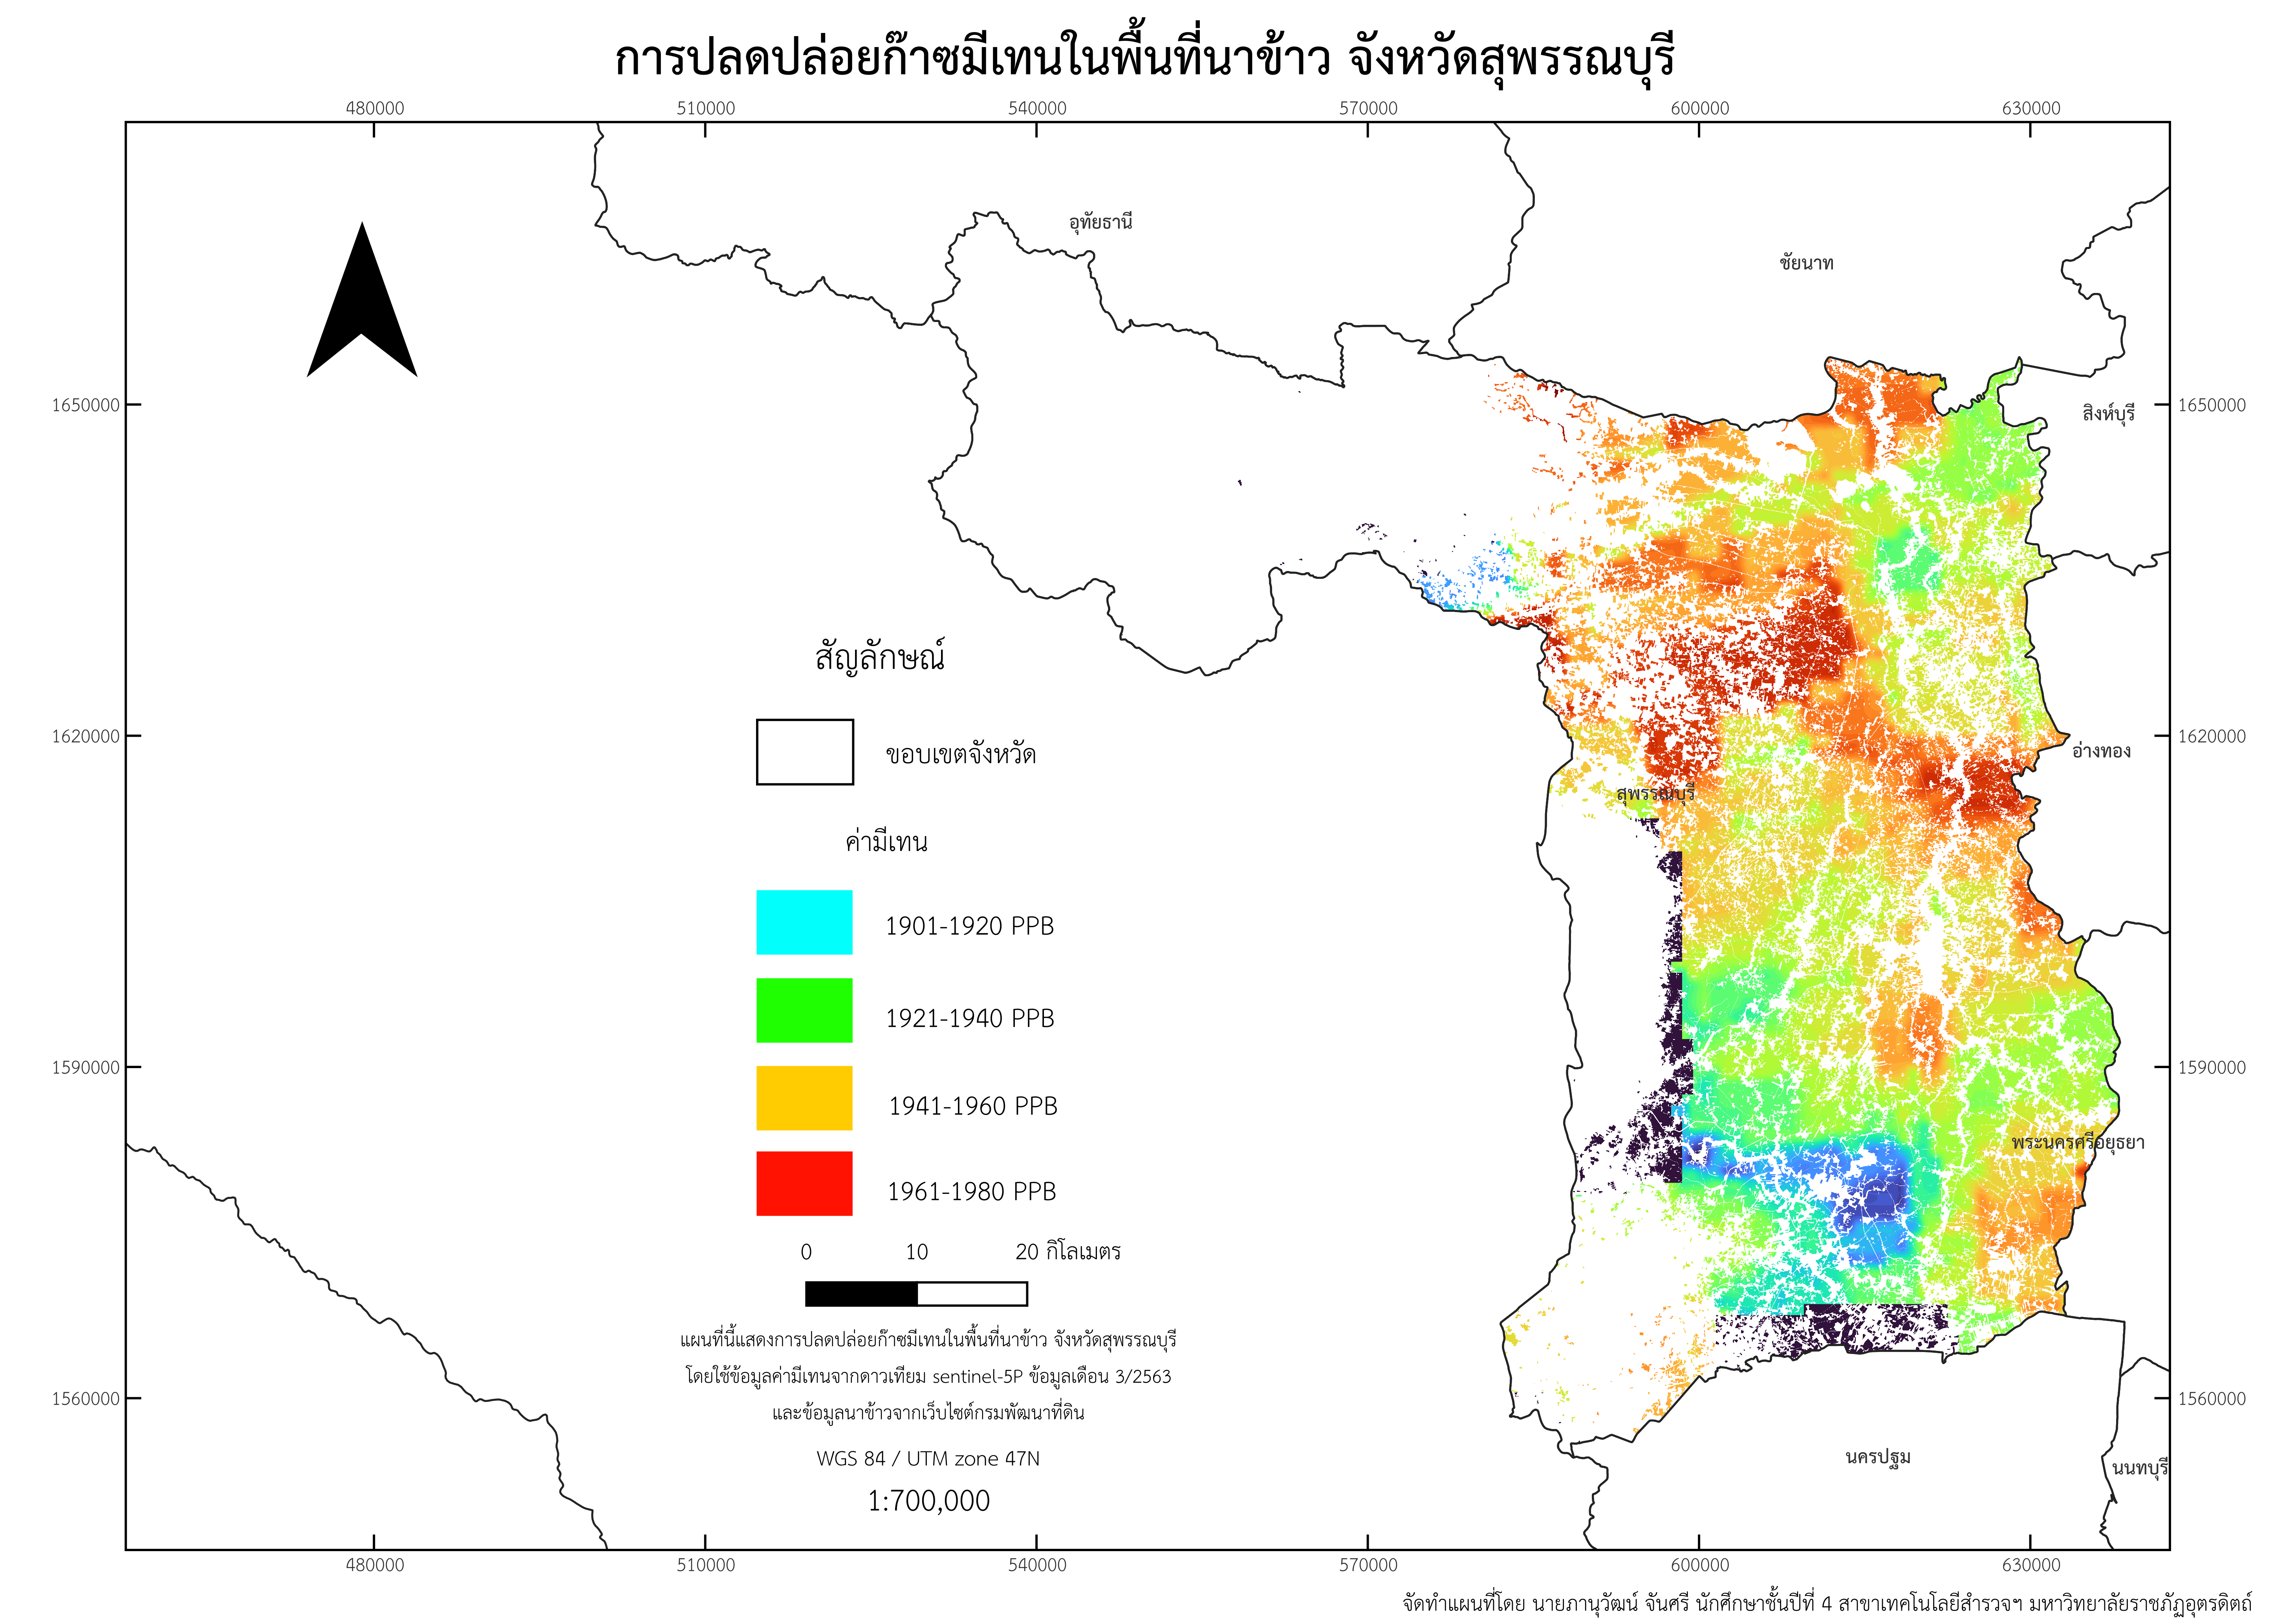 การปลดปล่อยก๊าซมีเทนในพื้นที่นาข้าว จังหวัดสุพรรณบุรี
480000 510000 540000 570000 600000 630000
อุทัยธานี
ชัยนาท
1650000 1650000
สิงห์บุรี
สัญลักษณ์
1620000 1620000
ขอบเขตจังหวัด
อ่างทอง
สุพรรณบุรี
ค่ามีเทน
1901-1920 PPB
1921-1940 PPB
1590000 1590000
1941-1960 PPB
พระนครศรีอยุธยา
1961-1980 PPB
0 10 20 กิโลเมตร
แผนที่นี้แสดงการปลดปล่อยก๊าซมีเทนในพื้นที่นาข้าว จังหวัดสุพรรณบุรี
โดยใช้ข้อมูลค่ามีเทนจากดาวเทียม sentinel-5P ข้อมูลเดือน 3/2563
1560000 1560000
และข้อมูลนาข้าวจากเว็บไซต์กรมพัฒนาที่ดิน
WGS 84 / UTM zone 47N
นครปฐม
นนทบุรี
1:700,000
480000 510000 540000 570000 600000 630000
จัดทำแผนที่โดย นายภานุวัฒน์ จันศรี นักศึกษาชั้นปีที่ 4 สาขาเทคโนโลยีสำรวจฯ มหาวิทยาลัยราชภัฏอุตรดิตถ์